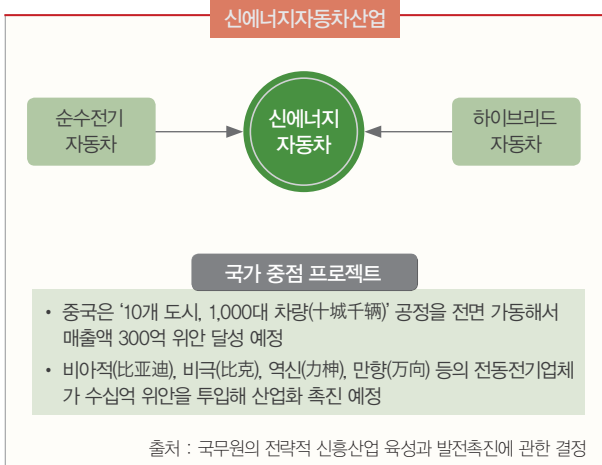 신에너지자동차산업
순수전기
자동차
신에너지
자동차
하이브리드
자동차
국가 중점 프로젝트
• 중국은 ‘10개 도시, 1,000대 차량(十城千辆)’ 공정을 전면 가동해서
매출액 300억 위안 달성 예정
• 비아적(比亚迪), 비극(比克), 역신(力神), 만향(万向) 등의 전동전기업체
가 수십억 위안을 투입해 산업화 촉진 예정
출처 : 국무원의 전략적 신흥산업 육성과 발전촉진에 관한 결정